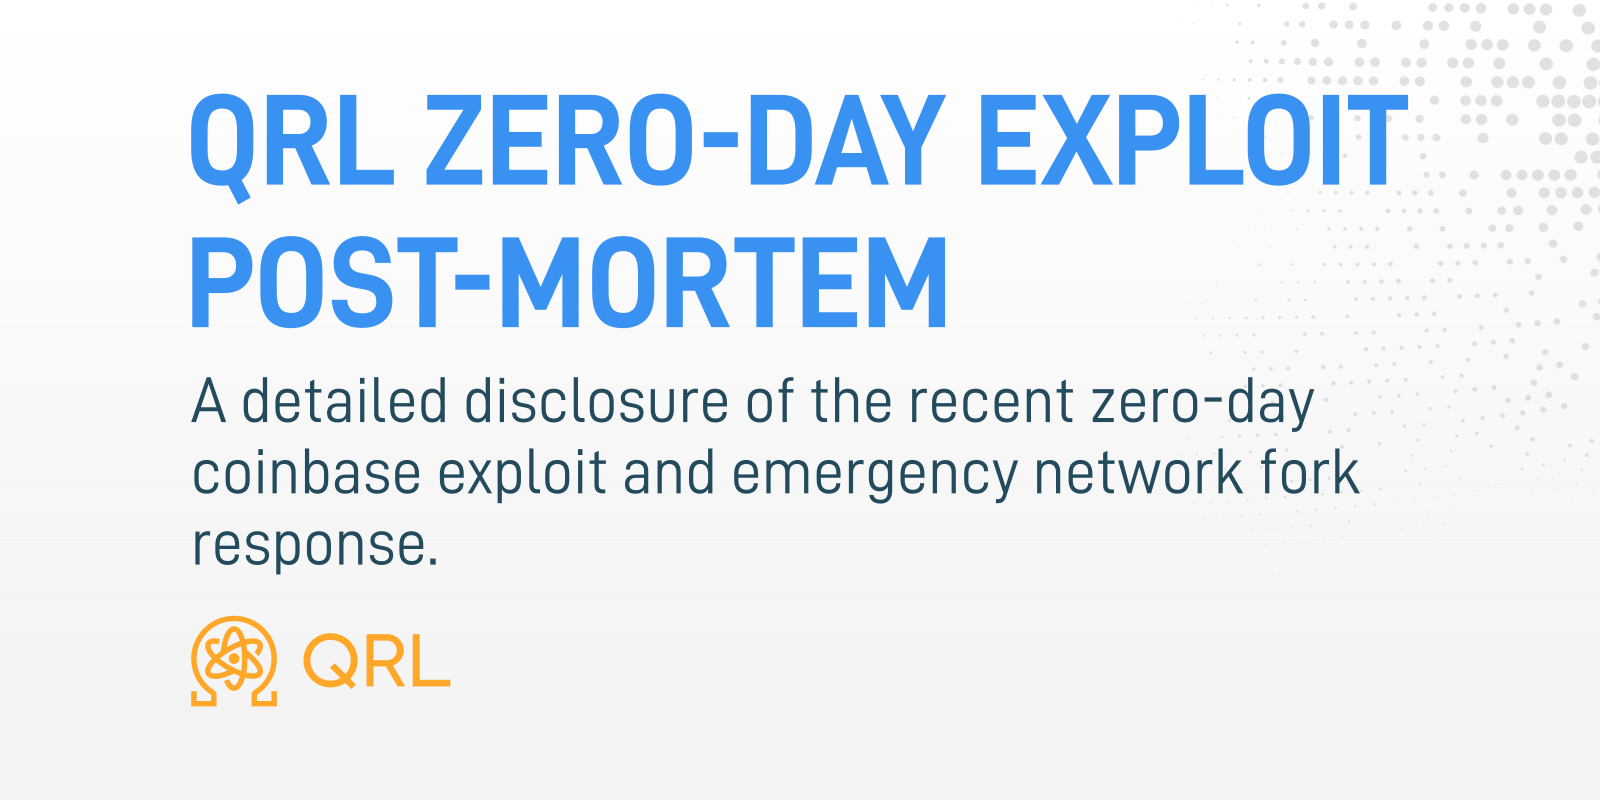 QRL ZERO-DAY EXPLOIT
POST-MORTEM
A detailed disclosure of the recent zero-day
coinbase exploit and emergency network fork
response.
QRL